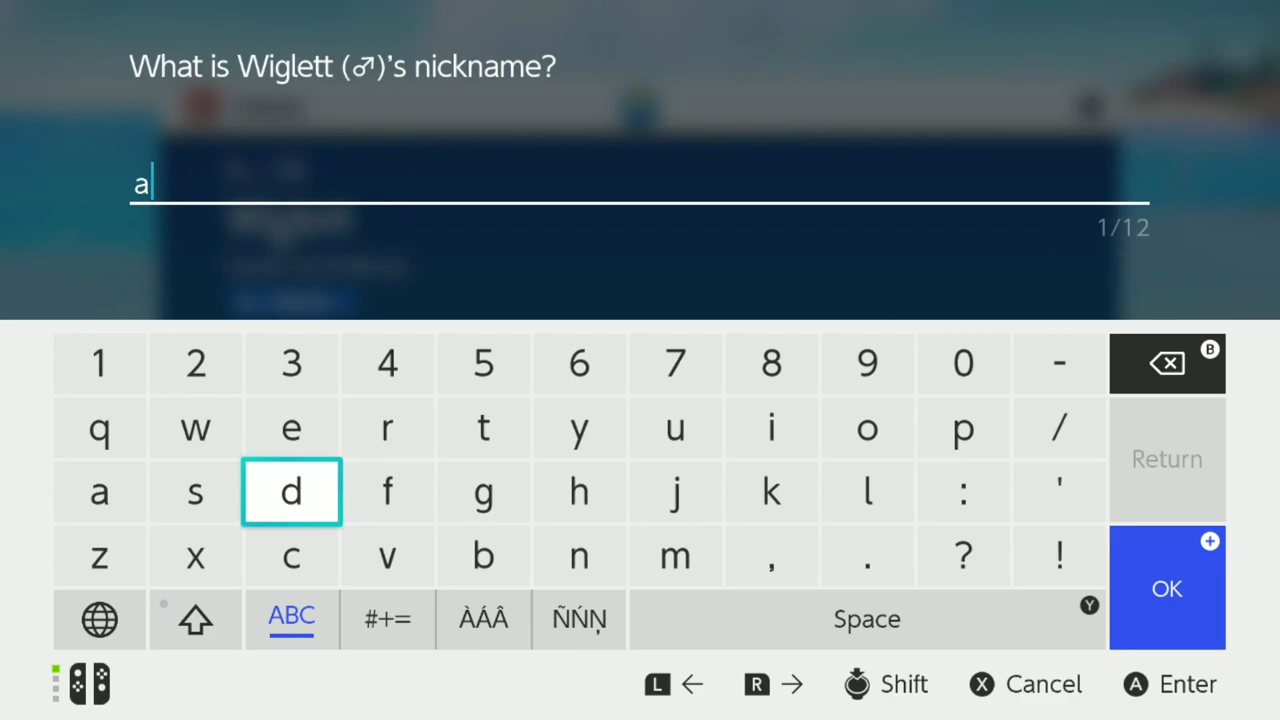 What is Wiglett (♂)'s nickname?
a
1/12
1 2 3 4 5 6 7 8 9 0 - B
q w e r t y u i o p / Return
a s d f g h j k l : '
z x c v b n m , . ? ! + OK
ABC #+= ÀÁÂ ÑŃŅ Space Y
L ← R → Shift X Cancel A Enter